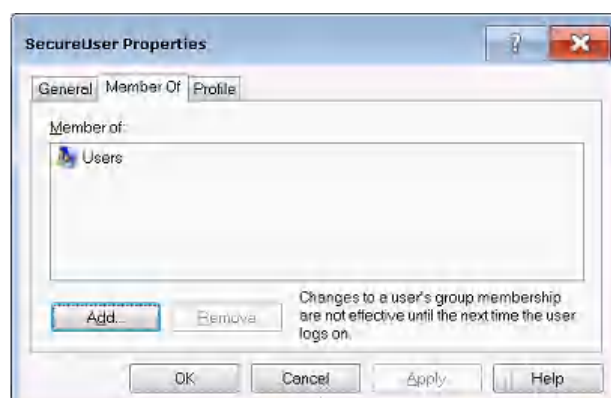 SecureUser Properties
General Member Of Profile
Member of:
Users
Add... Remove
Changes to a user's group membership
are not effective until the next time the user
logs on.
OK Cancel Apply Help